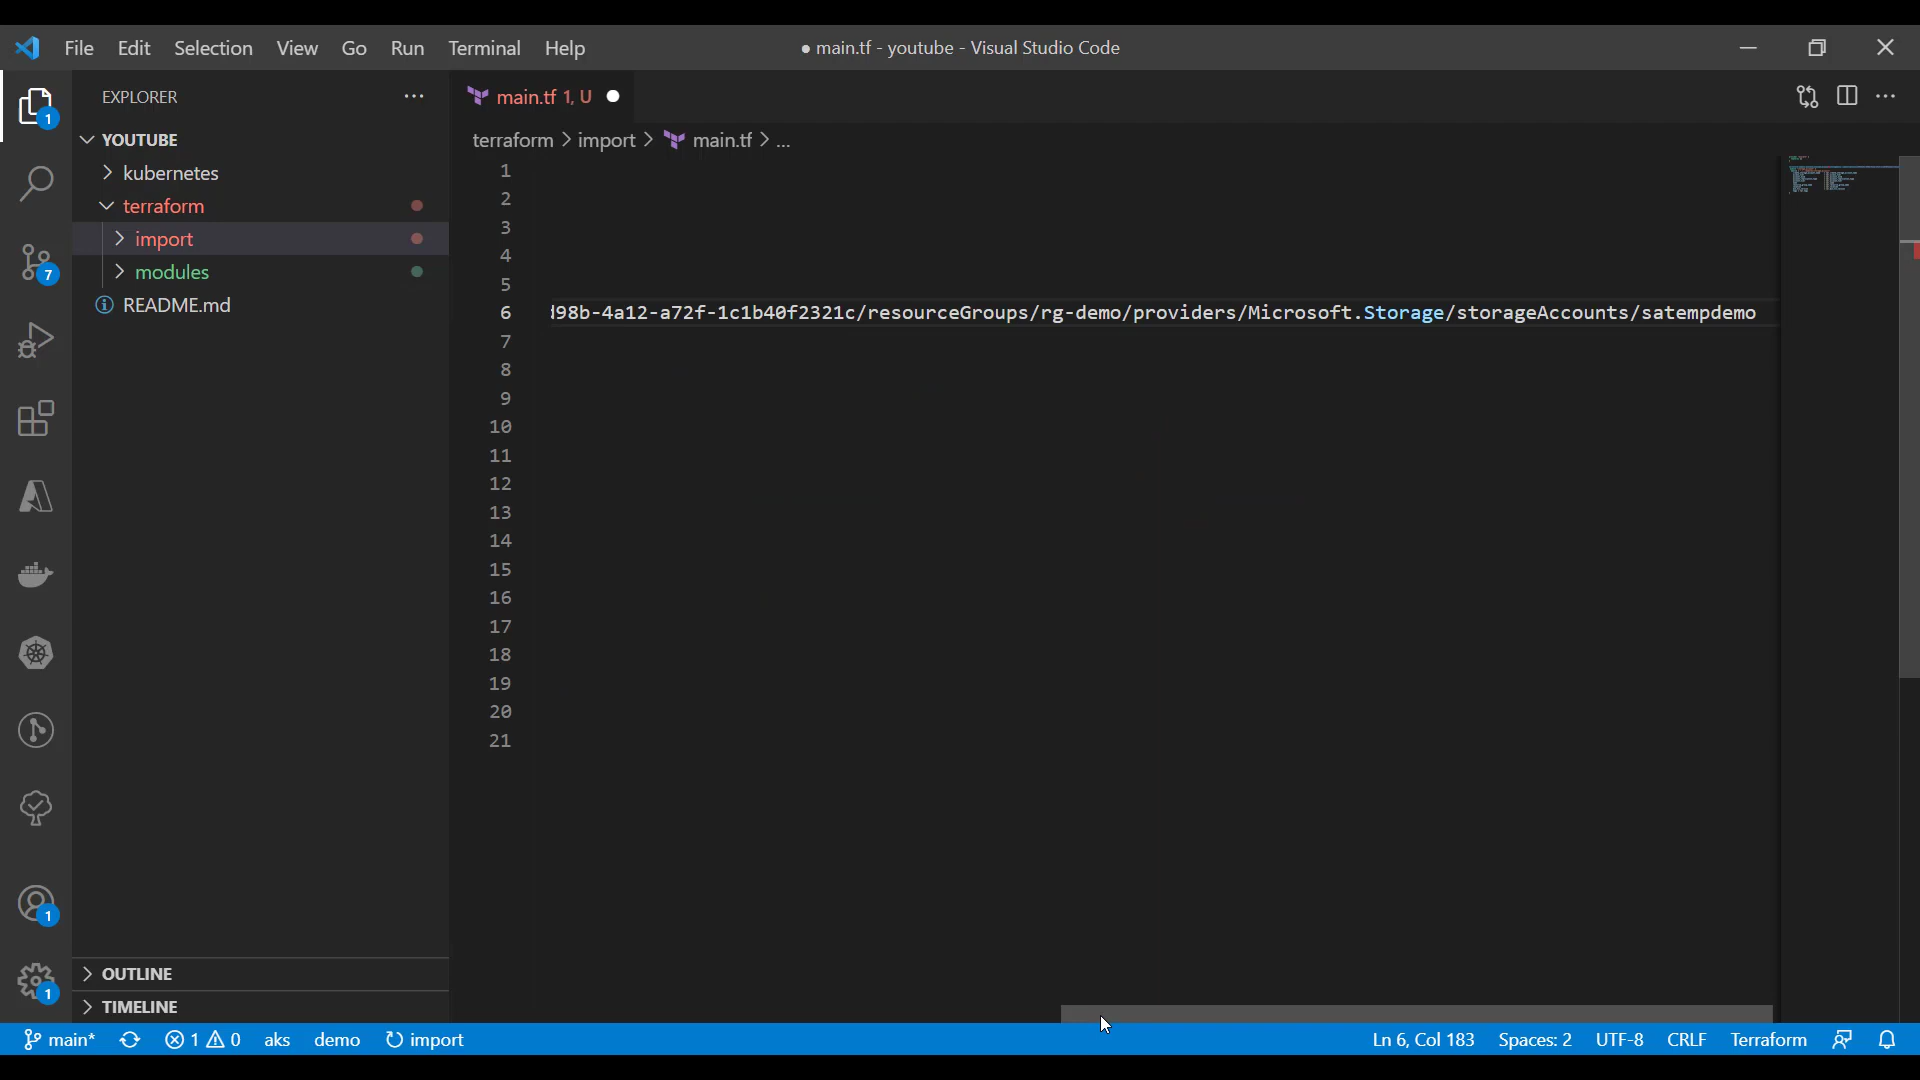 File Edit Selection View Go Run Terminal Help
● main.tf - youtube - Visual Studio Code
EXPLORER
main.tf 1, U
YOUTUBE
terraform > import > main.tf > ...
kubernetes
terraform
import
modules
README.md
1
2
3
4
5
6 98b-4a12-a72f-1c1b40f2321c/resourceGroups/rg-demo/providers/Microsoft.Storage/storageAccounts/satempdemo
7
8
9
10
11
12
13
14
15
16
17
18
19
20
21
1
7
1
1
OUTLINE
TIMELINE
main* 1 0 aks demo import Ln 6, Col 183 Spaces: 2 UTF-8 CRLF Terraform